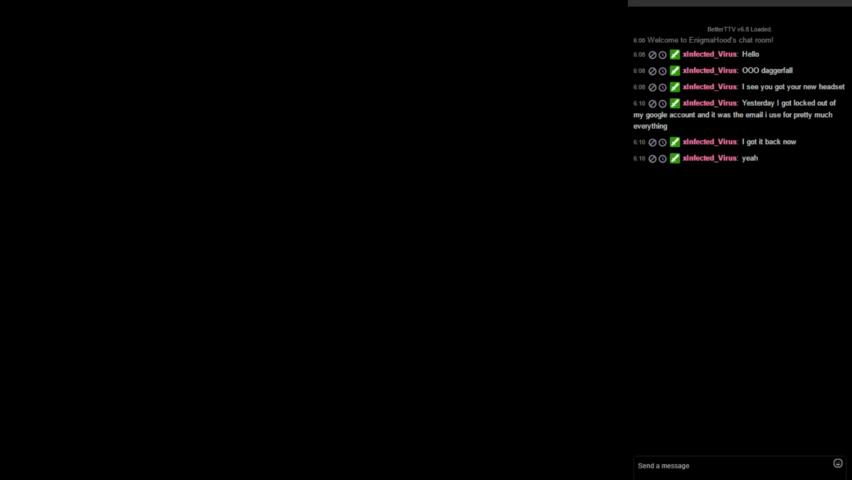 BetterTTV v6.8 Loaded.
6:00 Welcome to EnigmaHood's chat room!
6:08 xInfected_Virus: Hello
6:08 xInfected_Virus: OOO daggerfall
6:08 xInfected_Virus: I see you got your new headset
6:10 xInfected_Virus: Yesterday I got locked out of
my google account and it was the email i use for pretty much
everything
6:10 xInfected_Virus: I got it back now
6:10 xInfected_Virus: yeah
Send a message